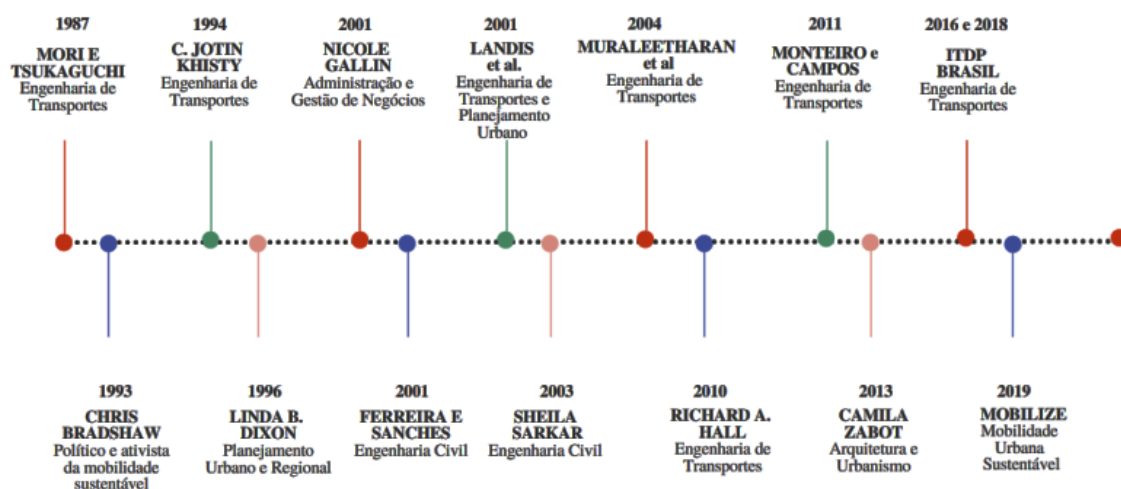 1987
MORI E
TSUKAGUCHI
Engenharia de
Transportes
1994
C. JOTIN
KHISTY
Engenharia de
Transportes
2001
NICOLE
GALLIN
Administração e
Gestão de Negócios
2001
LANDIS
et al.
Engenharia de
Transportes e
Planejamento
Urbano
2004
MURALEETHARAN
et al
Engenharia de
Transportes
2011
MONTEIRO e
CAMPOS
Engenharia de
Transportes
2016 e 2018
ITDP
BRASIL
Engenharia de
Transportes
1993
CHRIS
BRADSHAW
Político e ativista
da mobilidade
sustentável
1996
LINDA B.
DIXON
Planejamento
Urbano e Regional
2001
FERREIRA E
SANCHES
Engenharia Civil
2003
SHEILA
SARKAR
Engenharia Civil
2010
RICHARD A.
HALL
Engenharia de
Transportes
2013
CAMILA
ZABOT
Arquitetura e
Urbanismo
2019
MOBILIZE
Mobilidade
Urbana
Sustentável